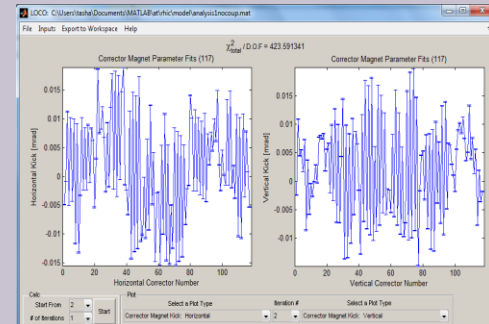 LOCO: C:\Users\tasha\Documents\MATLAB\at\rhic\model\analysis1nocoup.mat
File Inputs Export to Workspace Help
χ²total / D.O.F = 423.591341
Corrector Magnet Parameter Fits (117)
Corrector Magnet Parameter Fits (117)
Horizontal Kick [mrad]
0.015
0.01
0.005
0
-0.005
-0.01
-0.015
0 20 40 60 80 100
Horizontal Corrector Number
Vertical Kick [mrad]
0.015
0.01
0.005
0
-0.005
-0.01
0 20 40 60 80 100
Vertical Corrector Number
Calc
Start From 2
# of Iterations 1
Start
Plot
Select a Plot Type
Iteration #
Select a Plot Type
Corrector Magnet Kick: Horizontal
2
Corrector Magnet Kick: Vertical